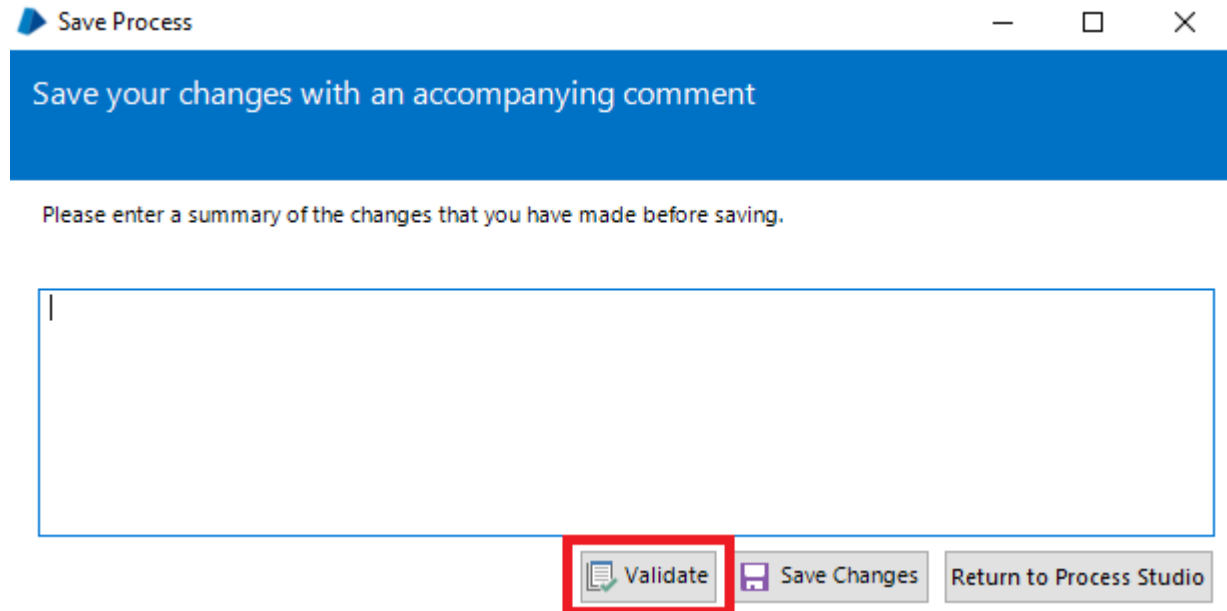 Save Process
Save your changes with an accompanying comment
Please enter a summary of the changes that you have made before saving.
Validate
Save Changes
Return to Process Studio